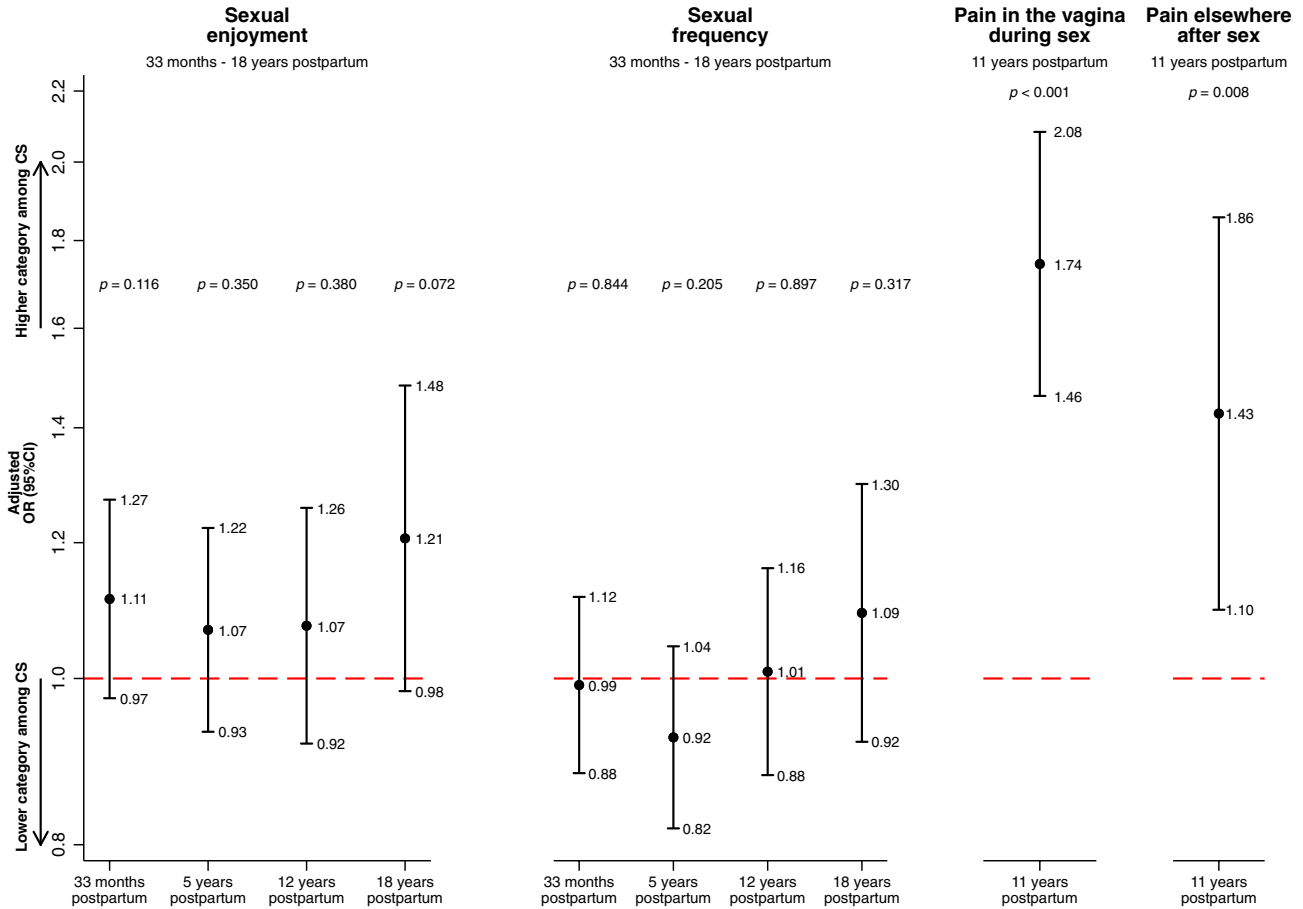 Sexual
enjoyment
33 months - 18 years postpartum
Sexual
frequency
33 months - 18 years postpartum
Pain in the vagina
during sex
11 years postpartum
Pain elsewhere
after sex
11 years postpartum
Higher category among CS
Adjusted
OR (95%CI)
Lower category among CS
2.2
2.0
1.8
1.6
1.4
1.2
1.0
0.8
p = 0.116
p = 0.350
p = 0.380
p = 0.072
1.27
1.11
0.97
1.22
1.07
0.93
1.26
1.07
0.92
1.48
1.21
0.98
33 months
postpartum
5 years
postpartum
12 years
postpartum
18 years
postpartum
p = 0.844
p = 0.205
p = 0.897
p = 0.317
1.12
0.99
0.88
1.04
0.92
0.82
1.16
1.01
0.88
1.30
1.09
0.92
33 months
postpartum
5 years
postpartum
12 years
postpartum
18 years
postpartum
p < 0.001
2.08
1.74
1.46
11 years
postpartum
p = 0.008
1.86
1.43
1.10
11 years
postpartum